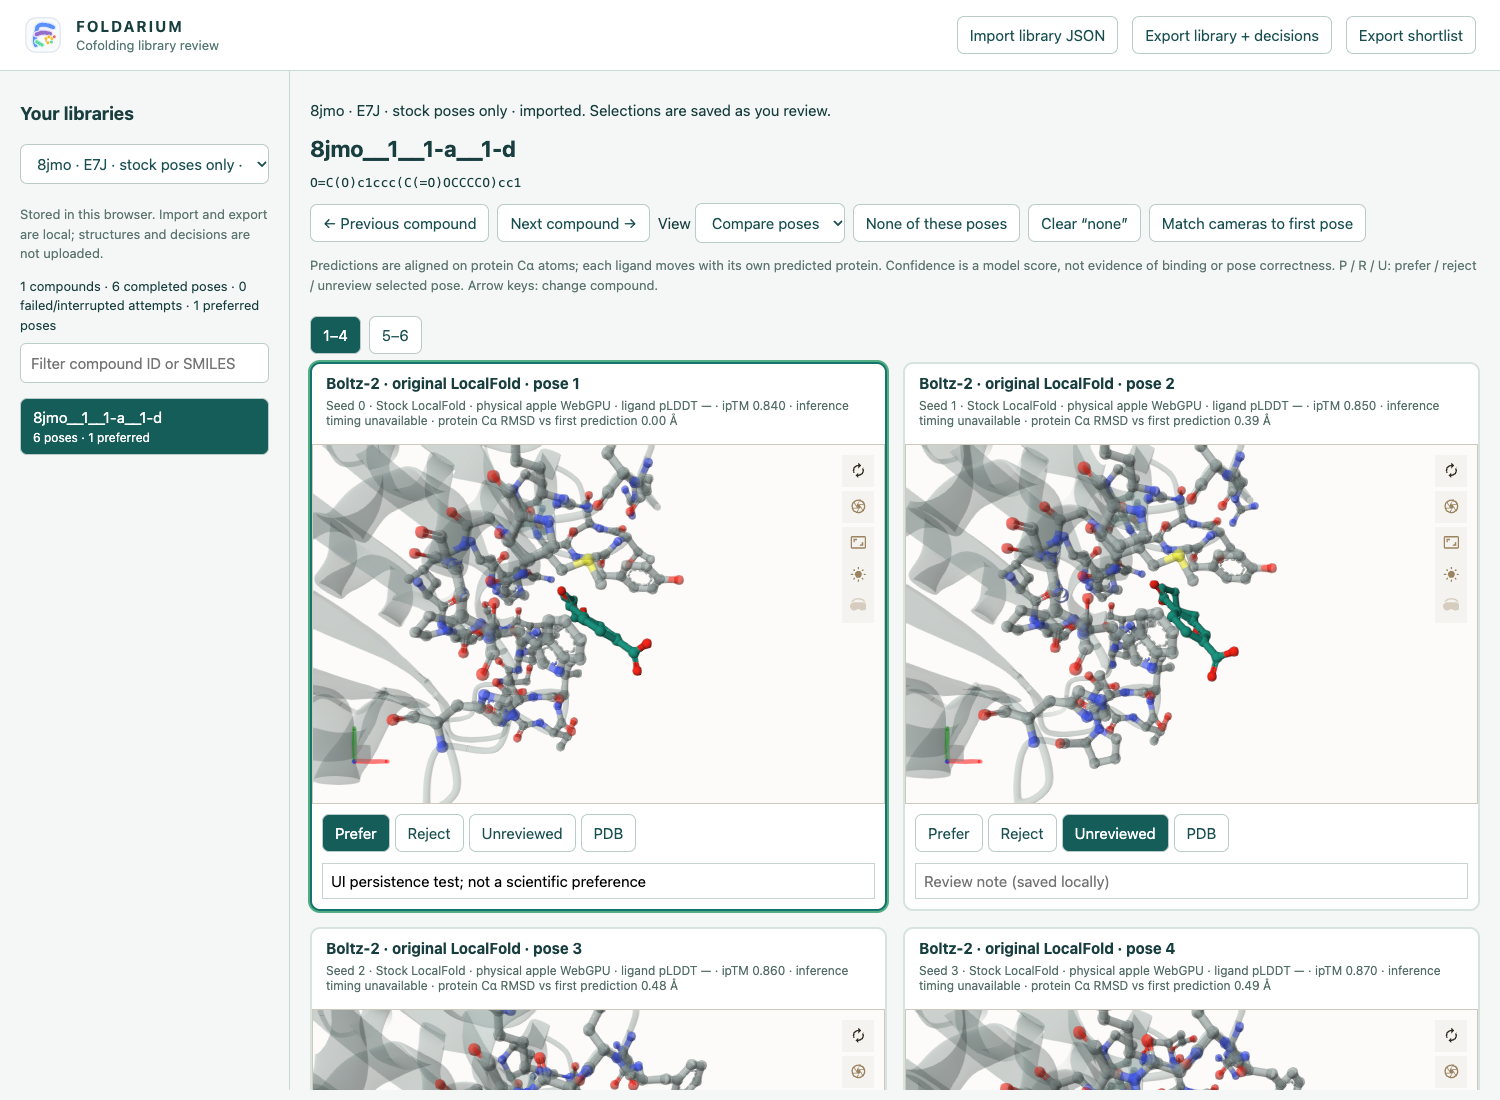 FOLDARIUM
Cofolding library review
Import library JSON
Export library + decisions
Export shortlist
Your libraries
8jmo · E7J · stock poses only ·
Stored in this browser. Import and export
are local; structures and decisions are
not uploaded.
1 compounds · 6 completed poses · 0
failed/interrupted attempts · 1 preferred
poses
Filter compound ID or SMILES
8jmo__1__1-a__1-d
6 poses · 1 preferred
8jmo · E7J · stock poses only · imported. Selections are saved as you review.
8jmo__1__1-a__1-d
O=C(O)c1ccc(C(=O)OCCCCO)cc1
← Previous compound
Next compound →
View
Compare poses
None of these poses
Clear “none”
Match cameras to first pose
Predictions are aligned on protein Cα atoms; each ligand moves with its own predicted protein. Confidence is a model score, not evidence of binding or pose correctness. P / R / U: prefer / reject
/ unreview selected pose. Arrow keys: change compound.
1–4
5–6
Boltz-2 · original LocalFold · pose 1
Seed 0 · Stock LocalFold · physical apple WebGPU · ligand pLDDT — · ipTM 0.840 · inference
timing unavailable · protein Cα RMSD vs first prediction 0.00 Å
Prefer
Reject
Unreviewed
PDB
UI persistence test; not a scientific preference
Boltz-2 · original LocalFold · pose 2
Seed 1 · Stock LocalFold · physical apple WebGPU · ligand pLDDT — · ipTM 0.850 · inference
timing unavailable · protein Cα RMSD vs first prediction 0.39 Å
Prefer
Reject
Unreviewed
PDB
Review note (saved locally)
Boltz-2 · original LocalFold · pose 3
Seed 2 · Stock LocalFold · physical apple WebGPU · ligand pLDDT — · ipTM 0.860 · inference
timing unavailable · protein Cα RMSD vs first prediction 0.48 Å
Boltz-2 · original LocalFold · pose 4
Seed 3 · Stock LocalFold · physical apple WebGPU · ligand pLDDT — · ipTM 0.870 · inference
timing unavailable · protein Cα RMSD vs first prediction 0.49 Å